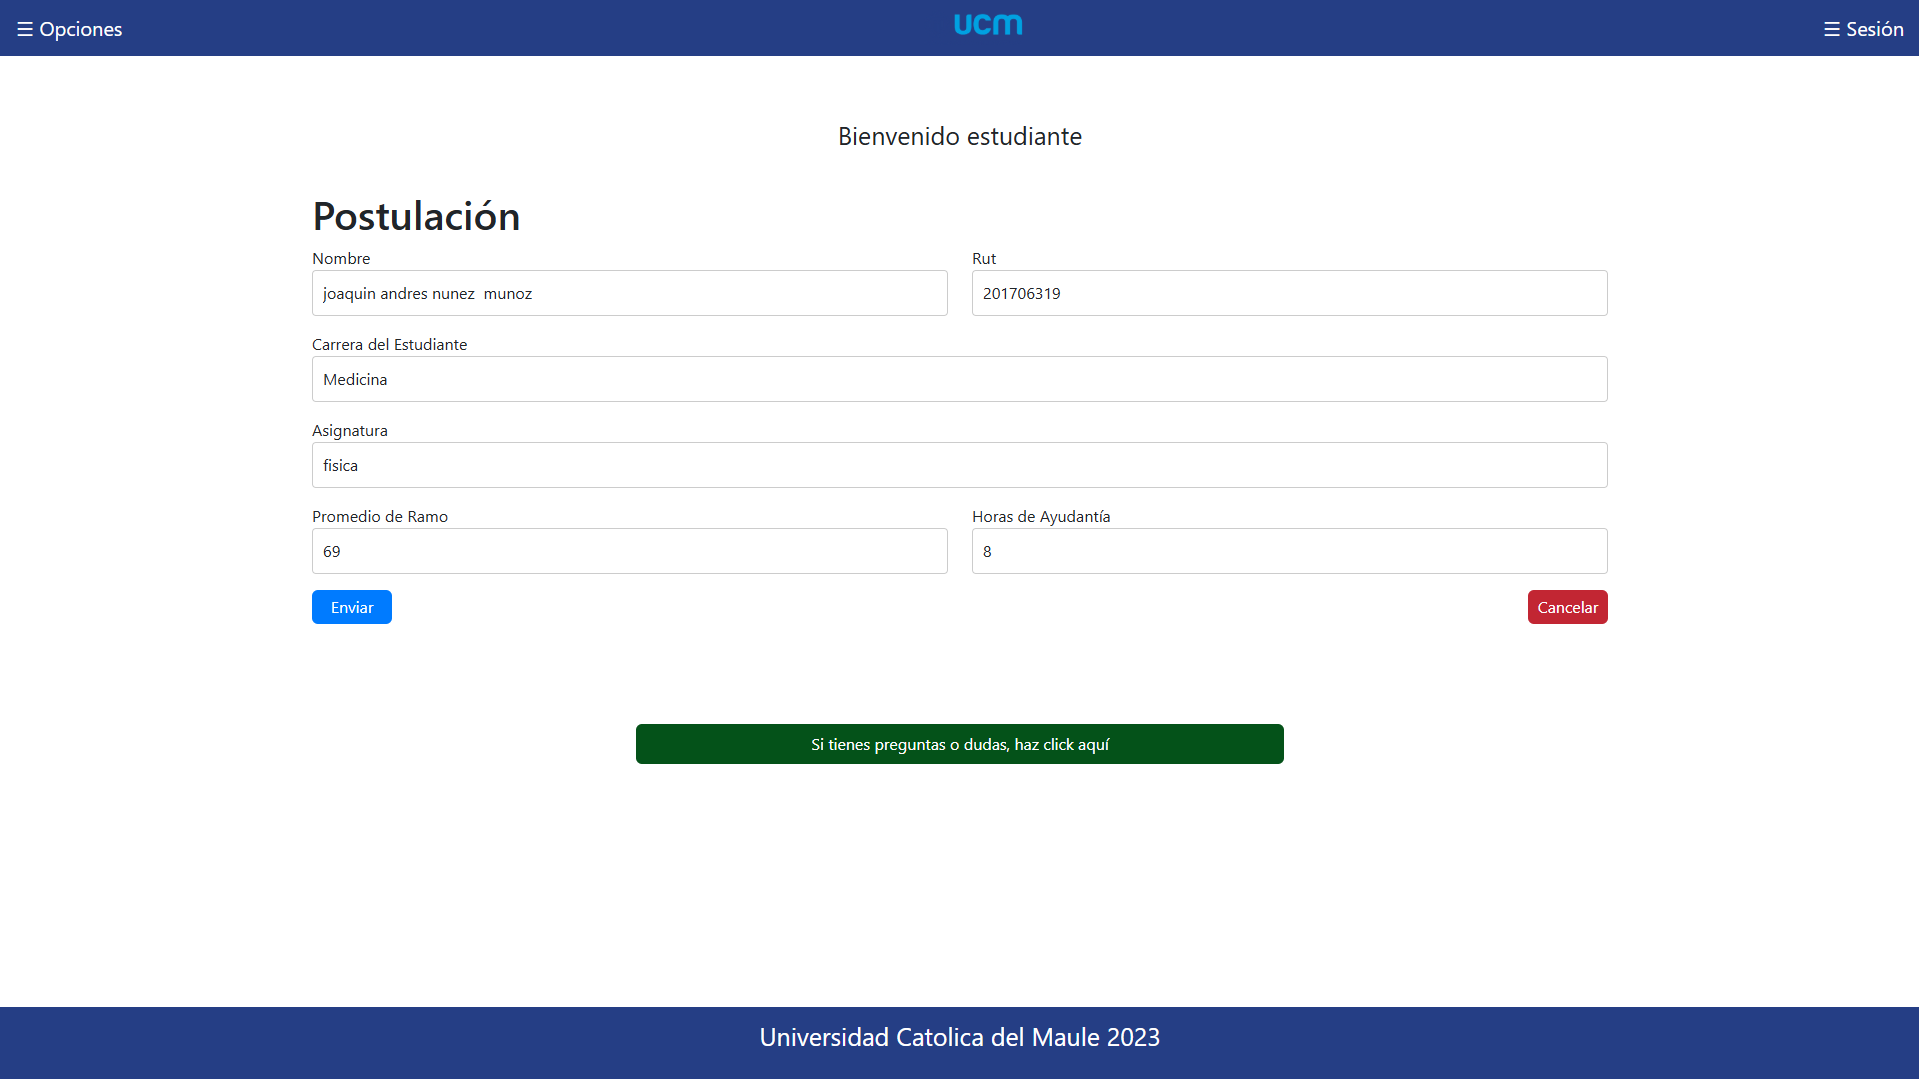 ☰ Opciones
ucm
☰ Sesión
Bienvenido estudiante
Postulación
Nombre
Rut
joaquin andres nunez  munoz
201706319
Carrera del Estudiante
Medicina
Asignatura
fisica
Promedio de Ramo
Horas de Ayudantía
69
8
Enviar
Cancelar
Si tienes preguntas o dudas, haz click aquí
Universidad Catolica del Maule 2023